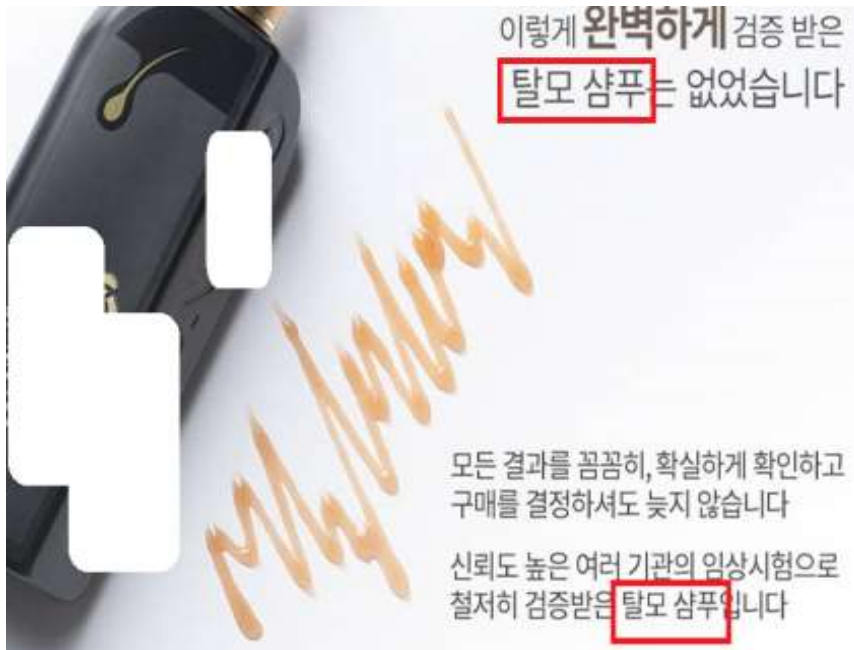 이렇게 완벽하게 검증 받은
탈모 샴푸는 없었습니다
모든 결과를 꼼꼼히, 확실하게 확인하고
구매를 결정하셔도 늦지 않습니다
신뢰도 높은 여러 기관의 임상시험으로
철저히 검증받은 탈모 샴푸입니다